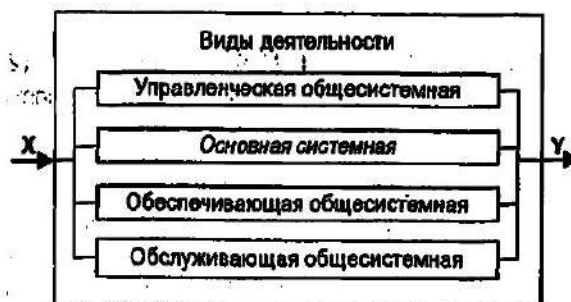 Виды деятельности
Управленческая общесистемная
X
Основная системная
Y
Обеспечивающая общесистемная
Обслуживающая общесистемная